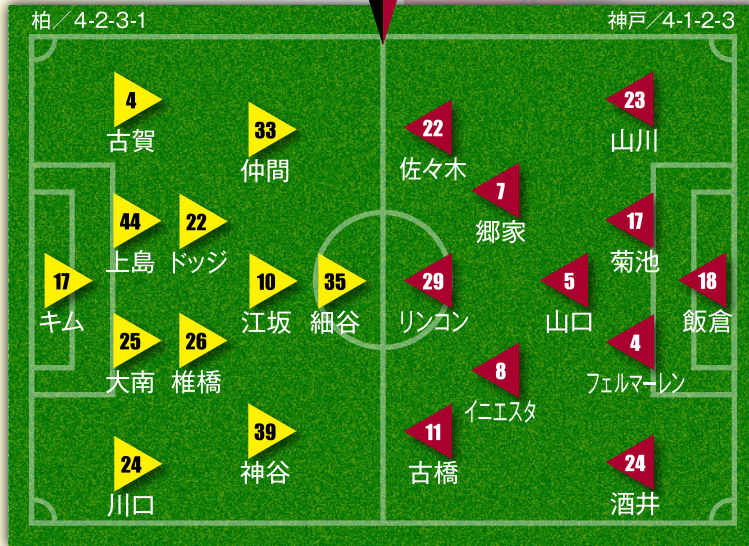 柏／4-2-3-1
神戸／4-1-2-3
4
古賀
33
仲間
22
佐々木
23
山川
7
郷家
44
上島
22
ドッジ
17
菊池
17
キム
10
江坂
35
細谷
29
リンコン
5
山口
18
飯倉
25
大南
26
椎橋
8
イニエスタ
4
フェルマーレン
39
神谷
11
古橋
24
川口
24
酒井